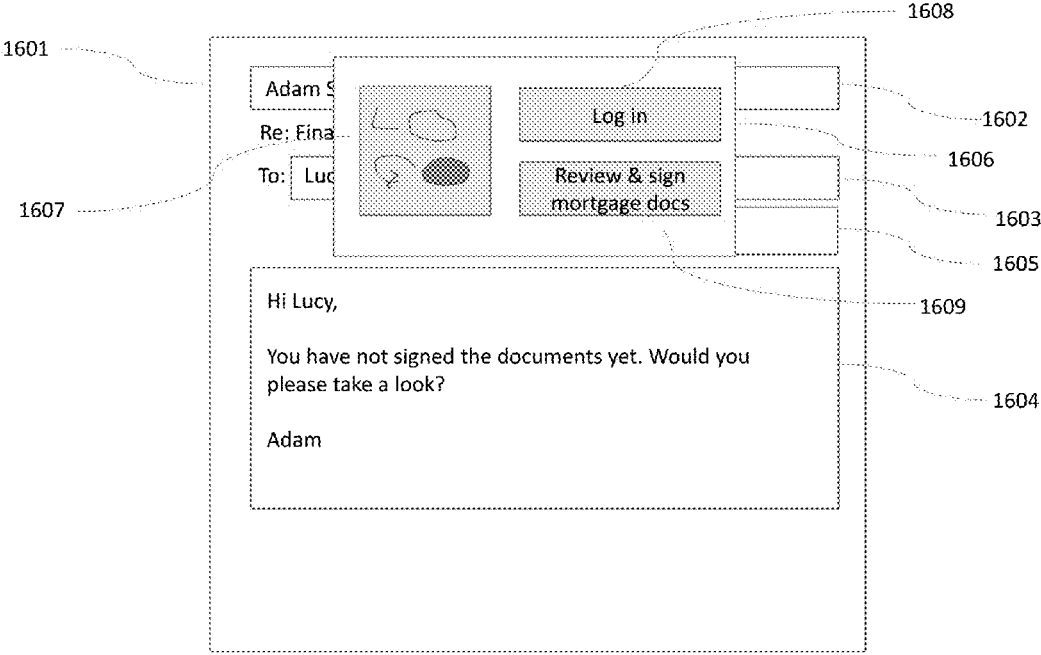 1608
1601
Adam S
Log in
1602
Re: Fina
1606
To: Luc
Review & sign
mortgage docs
1607
1603
1605
1609
Hi Lucy,
You have not signed the documents yet. Would you
please take a look?
1604
Adam